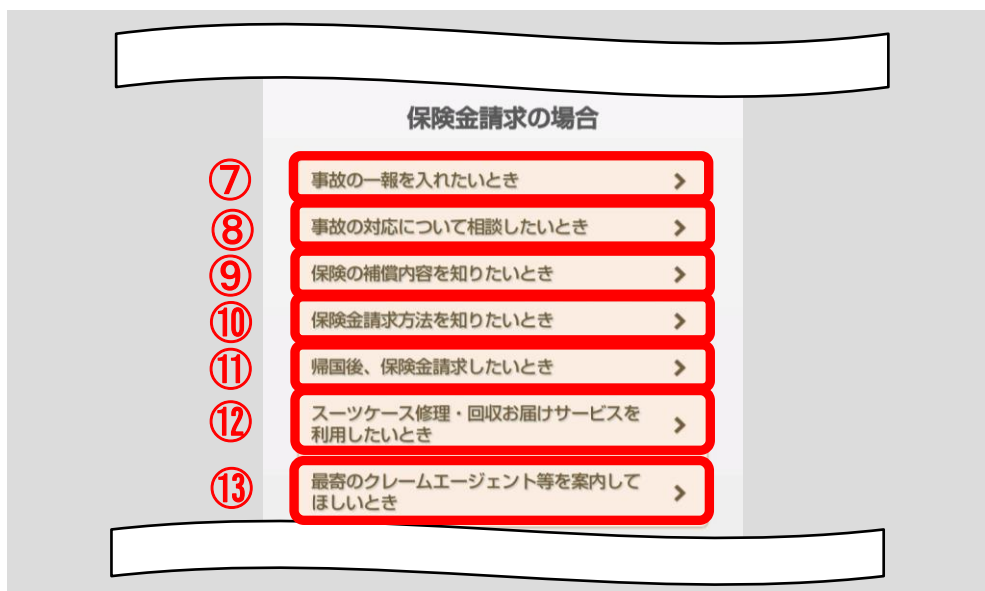 保険金請求の場合
⑦ 事故の一報を入れたいとき
⑧ 事故の対応について相談したいとき
⑨ 保険の補償内容を知りたいとき
⑩ 保険金請求方法を知りたいとき
⑪ 帰国後、保険金請求したいとき
⑫ スーツケース修理・回収お届けサービスを
利用したいとき
⑬ 最寄のクレームエージェント等を案内して
ほしいとき